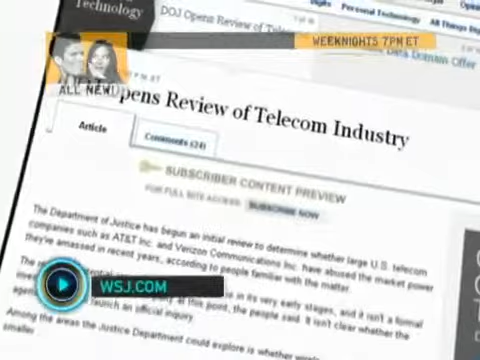 Technology
DOJ Opens Review of
Personal Technology
All Things
Data Domain Offer
WEEKNIGHTS 7PM ET
ALL NEW
pens Review of Telecom Industry
Article
Comments (24)
SUBSCRIBER CONTENT PREVIEW
FOR FULL SITE ACCESS: SUBSCRIBE NOW
The Department of Justice has begun an initial review to determine whether large U.S. telecom
companies such as AT&T Inc. and Verizon Communications Inc. have abused the market power
they've amassed in recent years, according to people familiar with the matter.
The
in its very early stages, and it isn't a formal
at this point, the people said. It isn't clear whether the
launch an official inquiry.
Among the areas the Justice Department could explore is whether
smaller
WSJ.COM